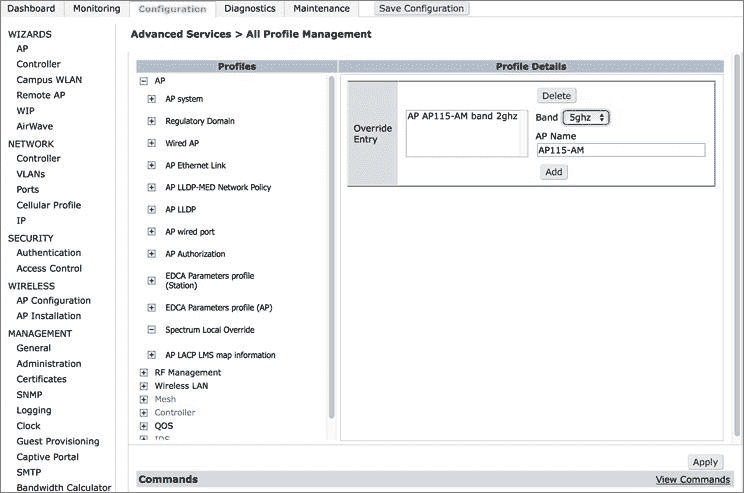 Dashboard Monitoring Configuration Diagnostics Maintenance Save Configuration
WIZARDS
AP
Controller
Campus WLAN
Remote AP
WIP
AirWave
NETWORK
Controller
VLANs
Ports
Cellular Profile
IP
SECURITY
Authentication
Access Control
WIRELESS
AP Configuration
AP Installation
MANAGEMENT
General
Administration
Certificates
SNMP
Logging
Clock
Guest Provisioning
Captive Portal
SMTP
Bandwidth Calculator
Advanced Services > All Profile Management
Profiles
AP
AP system
Regulatory Domain
Wired AP
AP Ethernet Link
AP LLDP-MED Network Policy
AP LLDP
AP wired port
AP Authorization
EDCA Parameters profile
(Station)
EDCA Parameters profile (AP)
Spectrum Local Override
AP LACP LMS map information
RF Management
Wireless LAN
Mesh
Controller
QOS
IDS
Profile Details
Override
Entry
AP AP115-AM band 2ghz
Delete
Band 5ghz
AP Name
AP115-AM
Add
Apply
Commands View Commands